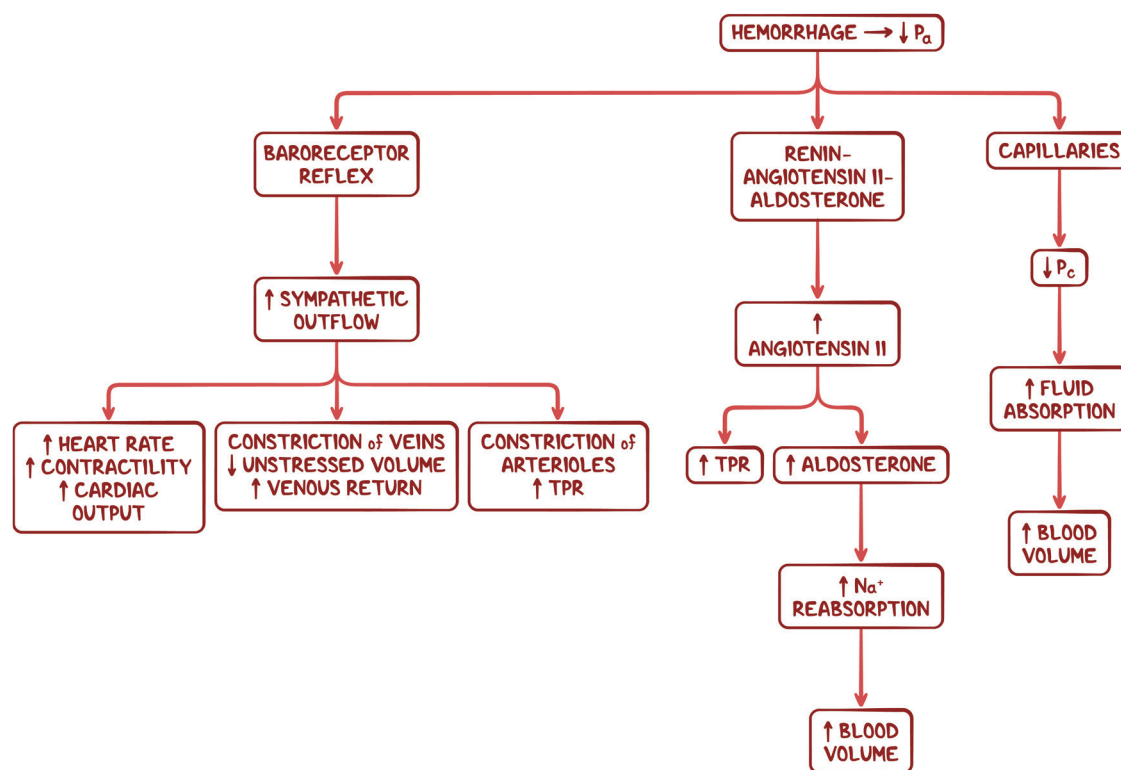 HEMORRHAGE → ↓ Pa
BARORECEPTOR
REFLEX
↑ SYMPATHETIC
OUTFLOW
↑ HEART RATE
↑ CONTRACTILITY
↑ CARDIAC
OUTPUT
CONSTRICTION of VEINS
↓ UNSTRESSED VOLUME
↑ VENOUS RETURN
CONSTRICTION of
ARTERIOLES
↑ TPR
RENIN-
ANGIOTENSIN II-
ALDOSTERONE
↑
ANGIOTENSIN II
↑ TPR
↑ ALDOSTERONE
↑ Na⁺
REABSORPTION
↑ BLOOD
VOLUME
CAPILLARIES
↓ Pc
↑ FLUID
ABSORPTION
↑ BLOOD
VOLUME